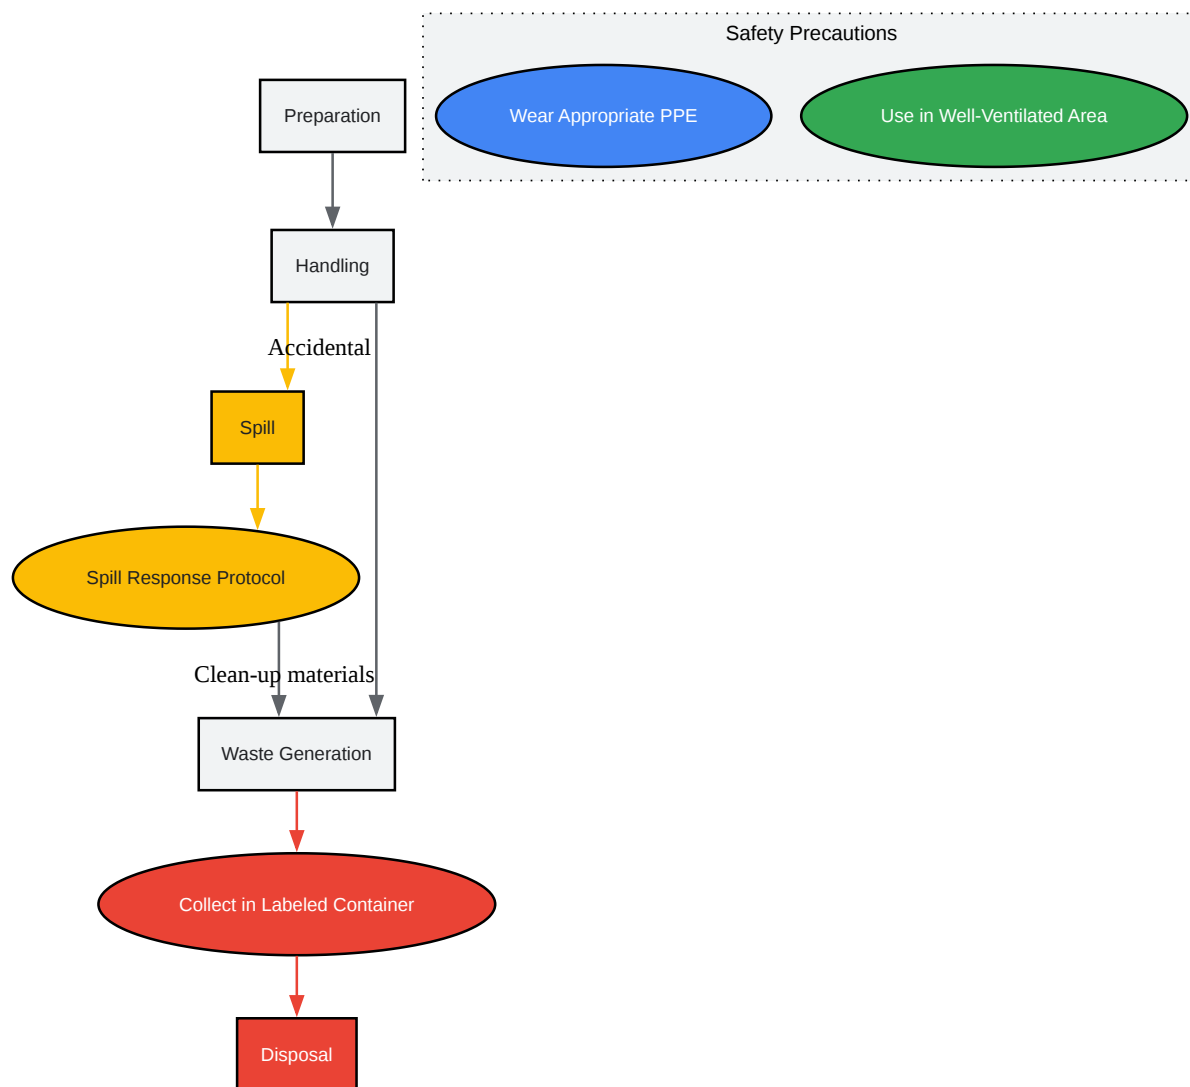 Safety Precautions
Preparation
Wear Appropriate PPE
Use in Well-Ventilated Area
Handling
Accidental
Spill
Spill Response Protocol
Clean-up materials
Waste Generation
Collect in Labeled Container
Disposal